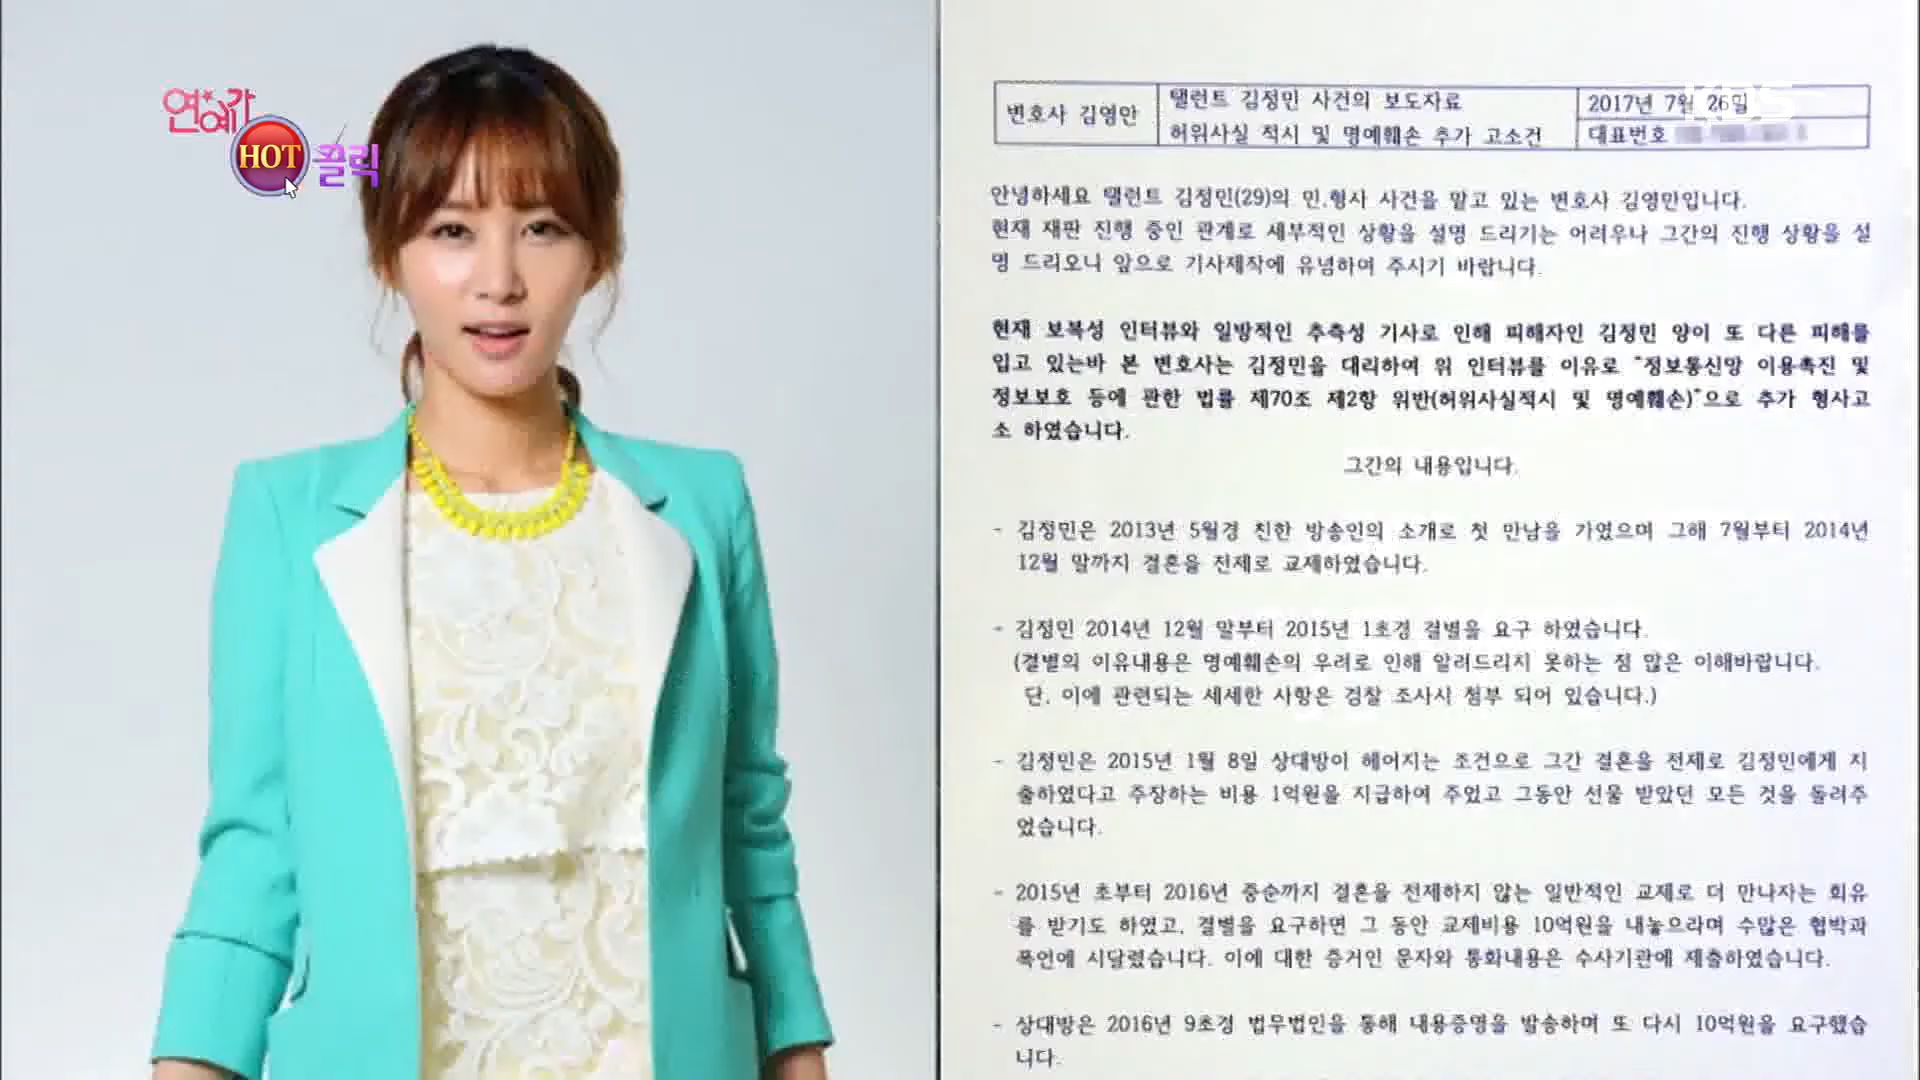 연예가
HOT
클릭
KBS
변호사 김영만
탤런트 김정민 사건의 보도자료
허위사실 적시 및 명예훼손 추가 고소건
2017년 7월 26일
대표번호
안녕하세요 탤런트 김정민(29)의 민.형사 사건을 맡고 있는 변호사 김영만입니다.
현재 재판 진행 중인 관계로 세부적인 상황을 설명 드리기는 어려우나 그간의 진행 상황을 설
명 드리오니 앞으로 기사제작에 유념하여 주시기 바랍니다.
현재 보복성 인터뷰와 일방적인 추측성 기사로 인해 피해자인 김정민 양이 또 다른 피해를
입고 있는바 본 변호사는 김정민을 대리하여 위 인터뷰를 이유로 "정보통신망 이용촉진 및
정보보호 등에 관한 법률 제70조 제2항 위반(허위사실적시 및 명예훼손)"으로 추가 형사고
소 하였습니다.
그간의 내용입니다.
- 김정민은 2013년 5월경 친한 방송인의 소개로 첫 만남을 가졌으며 그해 7월부터 2014년
12월 말까지 결혼을 전제로 교제하였습니다.
- 김정민 2014년 12월 말부터 2015년 1초경 결별을 요구 하였습니다.
(결별의 이유내용은 명예훼손의 우려로 인해 알려드리지 못하는 점 많은 이해바랍니다.
단, 이에 관련되는 세세한 사항은 경찰 조사시 첨부 되어 있습니다.)
- 김정민은 2015년 1월 8일 상대방이 헤어지는 조건으로 그간 결혼을 전제로 김정민에게 지
출하였다고 주장하는 비용 1억원을 지급하여 주었고 그동안 선물 받았던 모든 것을 돌려주
었습니다.
- 2015년 초부터 2016년 중순까지 결혼을 전제하지 않는 일반적인 교제로 더 만나자는 회유
를 받기도 하였고, 결별을 요구하면 그 동안 교제비용 10억원을 내놓으라며 수많은 협박과
폭언에 시달렸습니다. 이에 대한 증거인 문자와 통화내용은 수사기관에 제출하였습니다.
- 상대방은 2016년 9초경 법무법인을 통해 내용증명을 발송하며 또 다시 10억원을 요구했습
니다.